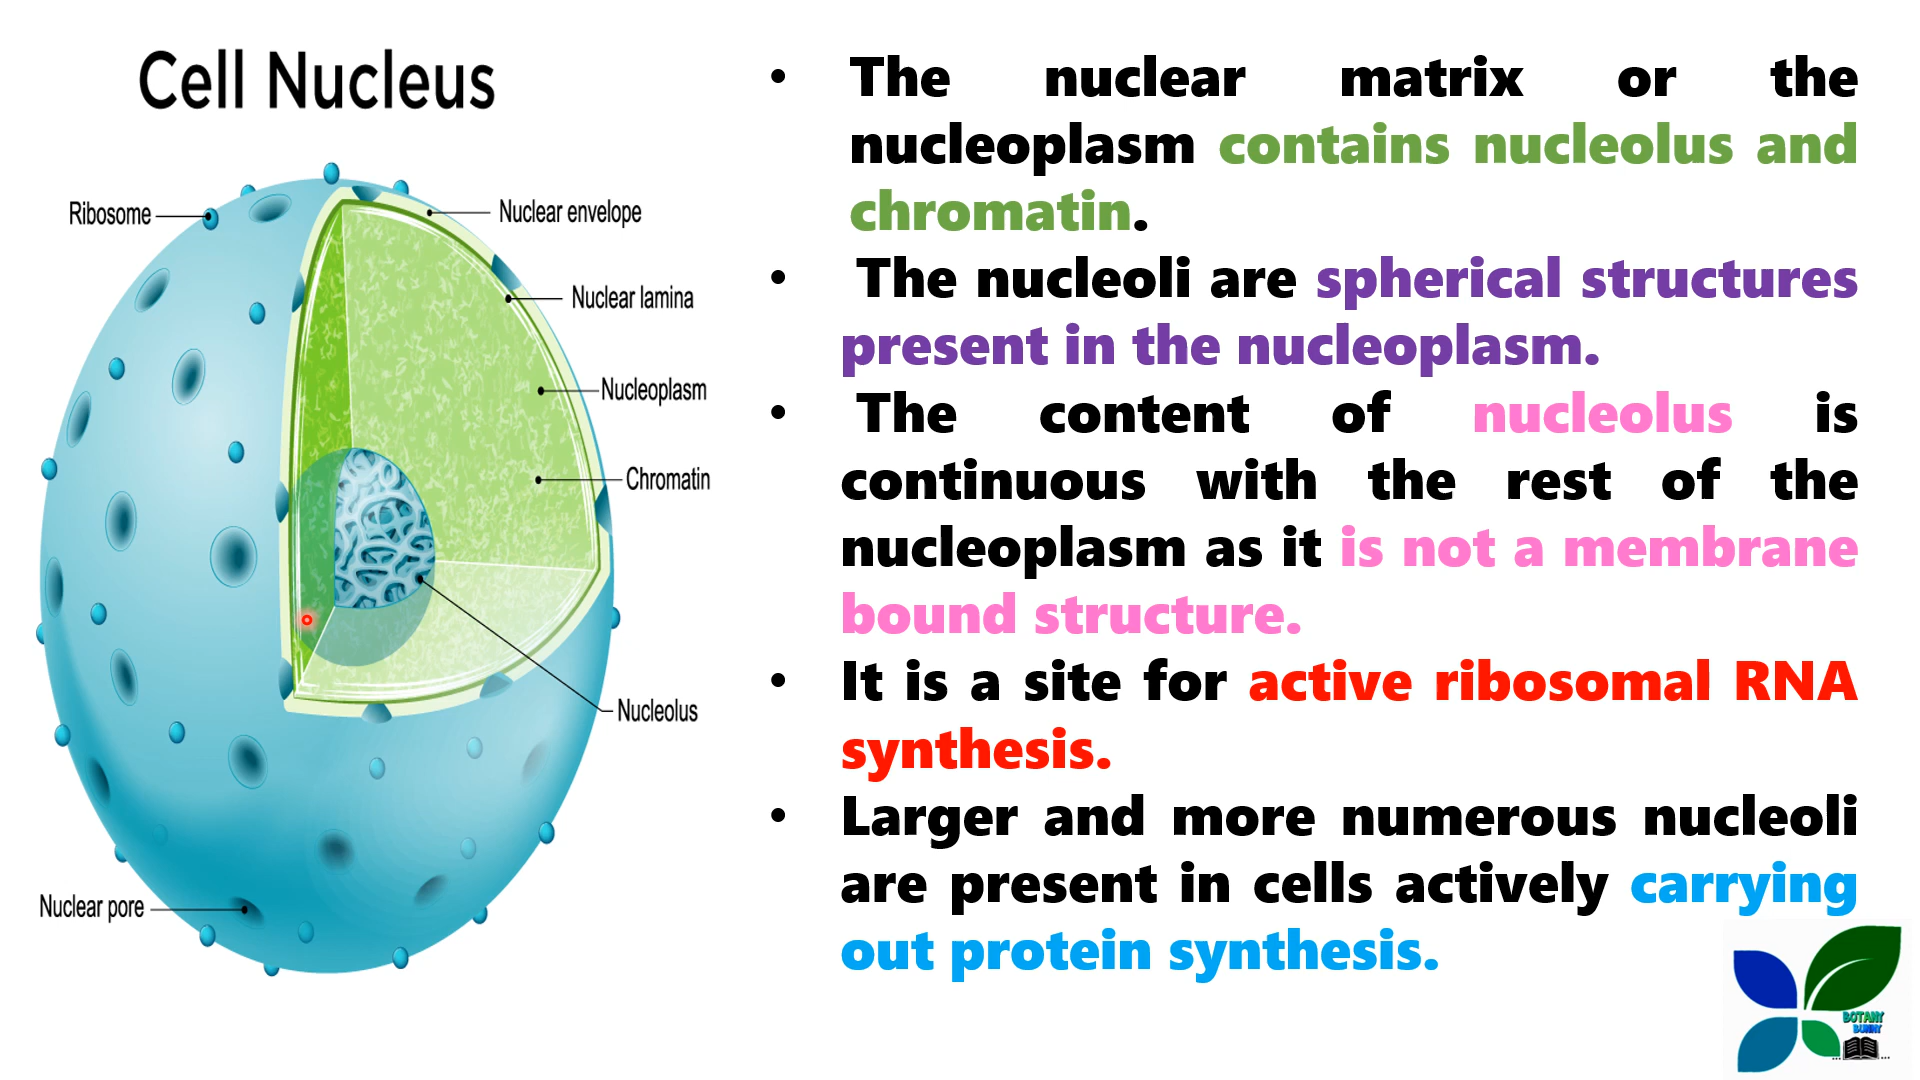 Cell Nucleus
Ribosome
Nuclear envelope
Nuclear lamina
Nucleoplasm
Chromatin
Nucleolus
Nuclear pore
• The nuclear matrix or the
nucleoplasm contains nucleolus and
chromatin.
• The nucleoli are spherical structures
present in the nucleoplasm.
• The content of nucleolus is
continuous with the rest of the
nucleoplasm as it is not a membrane
bound structure.
• It is a site for active ribosomal RNA
synthesis.
• Larger and more numerous nucleoli
are present in cells actively carrying
out protein synthesis.
BOTANY
BUNNY